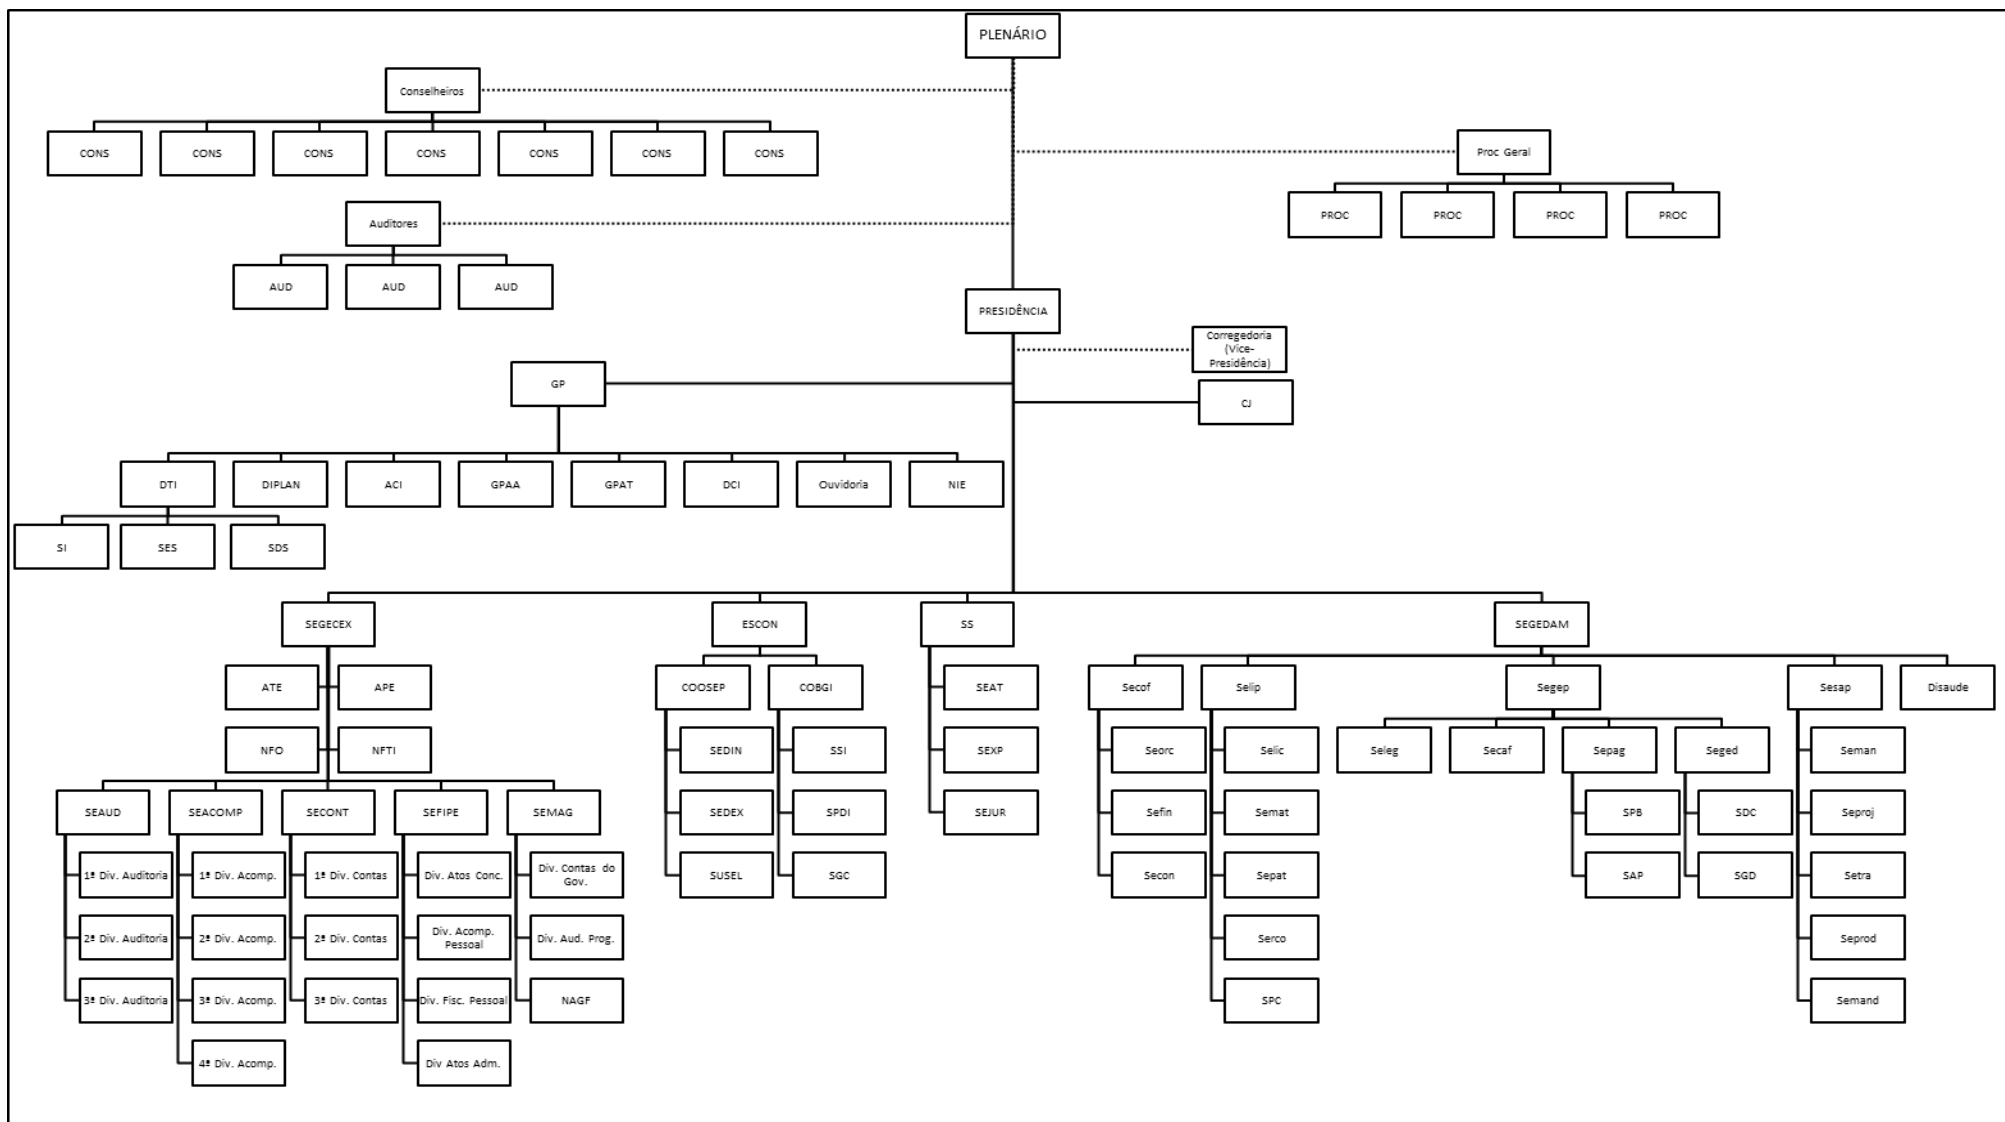 PLENÁRIO
Conselheiros
CONS
CONS
CONS
CONS
CONS
CONS
CONS
Proc Geral
PROC
PROC
PROC
PROC
Auditores
AUD
AUD
AUD
PRESIDÊNCIA
Corregedoria
(Vice-
Presidência)
GP
CJ
DTI
DIPLAN
ACI
GPAA
GPAT
DCI
Ouvidoria
NIE
SI
SES
SDS
SEGECEX
ESCON
SS
SEGEDAM
ATE
APE
NFO
NFTI
COOSEP
COBGI
SEAT
Secof
Selip
Segep
Sesap
Disaude
SEDIN
SSI
SEXP
Seorc
Selic
Seleg
Secaf
Sepag
Seged
Seman
SEAUD
SEACOMP
SECONT
SEFIPE
SEMAG
SEDEX
SPDI
SEJUR
Sefin
Semat
SPB
SDC
Seproj
1ª Div. Auditoria
1ª Div. Acomp.
1ª Div. Contas
Div. Atos Conc.
Div. Contas do
Gov.
SUSEL
SGC
Secon
Sepat
SAP
SGD
Setra
2ª Div. Auditoria
2ª Div. Acomp.
2ª Div. Contas
Div. Acomp.
Pessoal
Div. Aud. Prog.
Serco
Seprod
3ª Div. Auditoria
3ª Div. Acomp.
3ª Div. Contas
Div. Fisc. Pessoal
NAGF
SPC
Semand
4ª Div. Acomp.
Div Atos Adm.